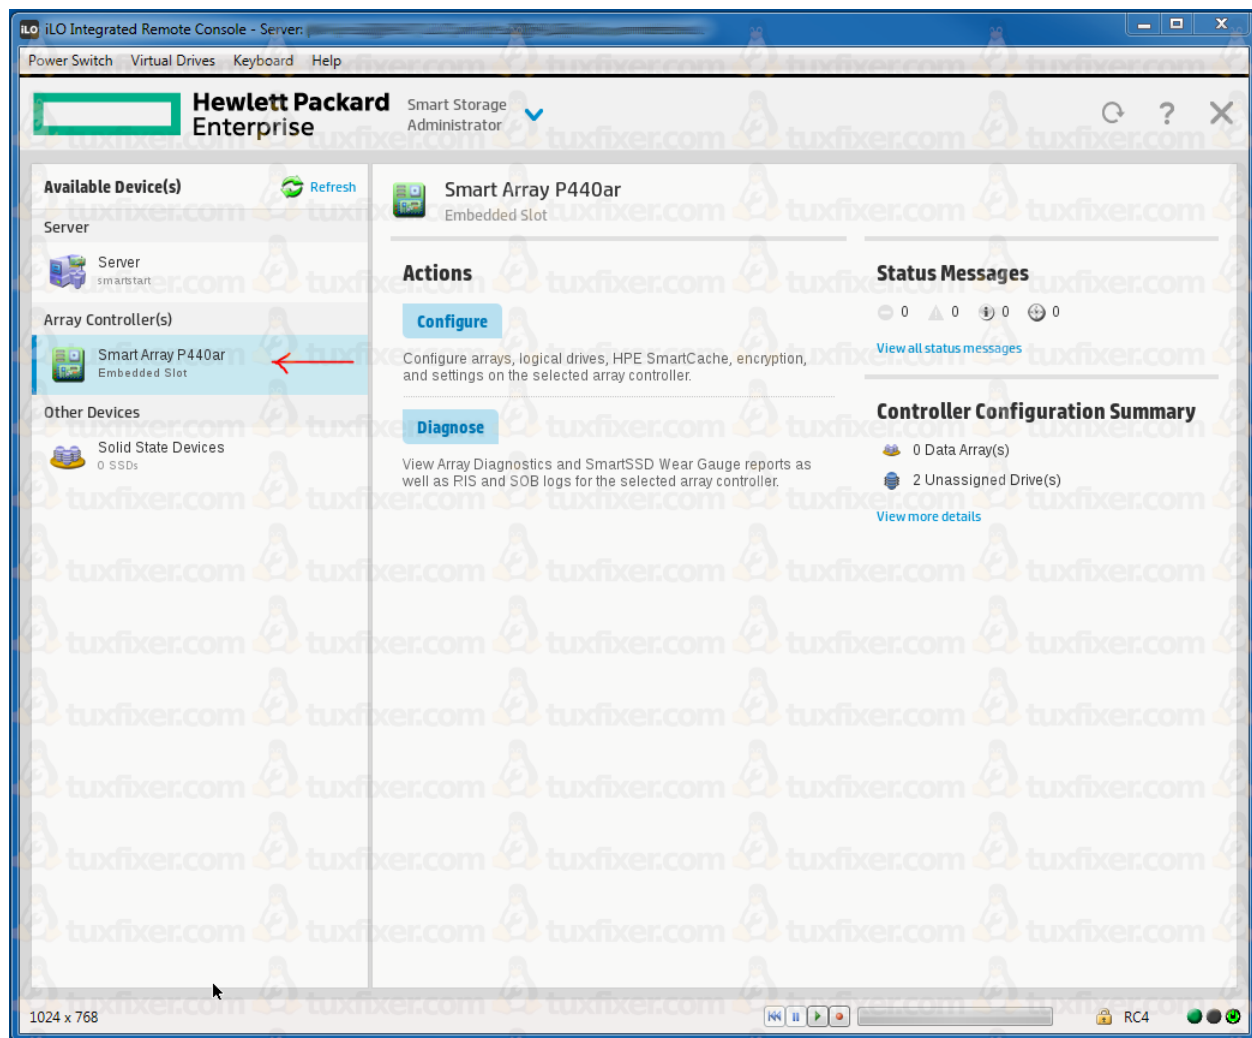 iLO iLO Integrated Remote Console - Server:
Power Switch Virtual Drives Keyboard Help
Hewlett Packard
Enterprise
Smart Storage
Administrator
?
Available Device(s)
Refresh
Server
Server
smartstart
Array Controller(s)
Smart Array P440ar
Embedded Slot
Other Devices
Solid State Devices
0 SSDs
Smart Array P440ar
Embedded Slot
Actions
Configure
Configure arrays, logical drives, HPE SmartCache, encryption,
and settings on the selected array controller.
Diagnose
View Array Diagnostics and SmartSSD Wear Gauge reports as
well as RIS and SOB logs for the selected array controller.
Status Messages
0 0 0 0
View all status messages
Controller Configuration Summary
0 Data Array(s)
2 Unassigned Drive(s)
View more details
1024 x 768
RC4
tuxfixer.com